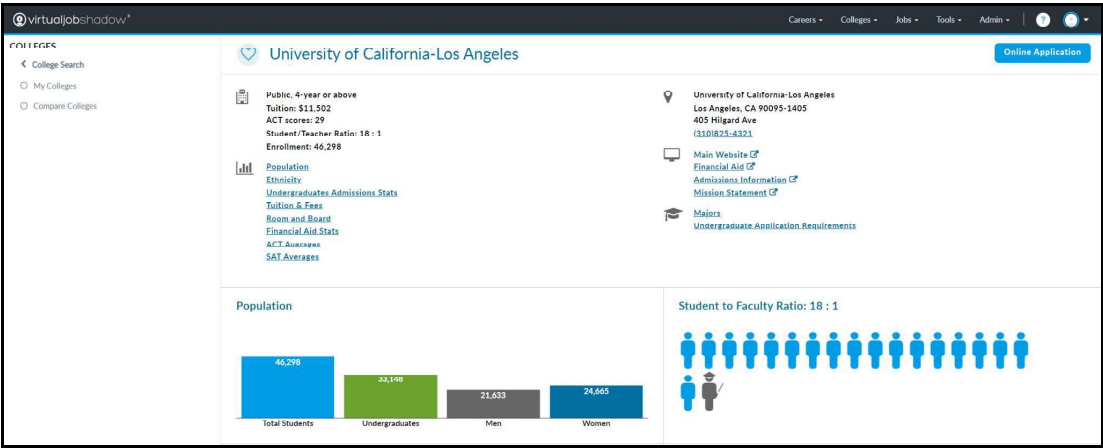 virtualjobshadow
Careers Colleges Jobs Tools Admin ?
COLLEGES
College Search
My Colleges
Compare Colleges
University of California-Los Angeles
Online Application
Public, 4-year or above
Tuition: $11,502
ACT scores: 29
Student/Teacher Ratio: 18 : 1
Enrollment: 46,298
Population
Ethnicity
Undergraduates Admissions Stats
Tuition & Fees
Room and Board
Financial Aid Stats
ACT Averages
SAT Averages
University of California-Los Angeles
Los Angeles, CA 90095-1405
405 Hilgard Ave
(310)825-4321
Main Website
Financial Aid
Admissions Information
Mission Statement
Majors
Undergraduate Application Requirements
Population
46,298
33,148
21,633
24,665
Total Students Undergraduates Men Women
Student to Faculty Ratio: 18 : 1